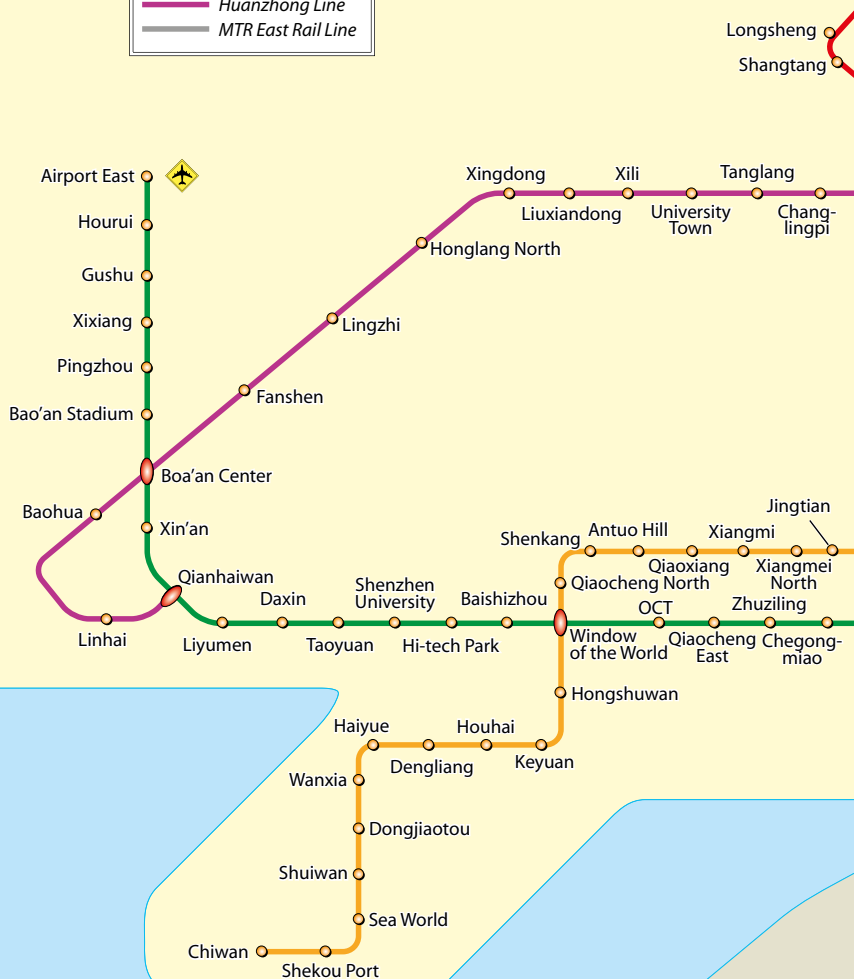 Huanzhong Line
MTR East Rail Line
Longsheng
Shangtang
Airport East
Xingdong
Xili
Tanglang
Hourui
Liuxiandong
University
Town
Chang-
lingpi
Honglang North
Gushu
Xixiang
Lingzhi
Pingzhou
Fanshen
Bao'an Stadium
Boa'an Center
Baohua
Xin'an
Jingtian
Shenkang
Antuo Hill
Xiangmi
Qiaoxiang
Xiangmei
North
Qianhaiwan
Qiaocheng North
Daxin
Shenzhen
University
Baishizhou
OCT
Zhuziling
Linhai
Liyumen
Taoyuan
Hi-tech Park
Window
of the World
Qiaocheng
East
Chegong-
miao
Hongshuwan
Haiyue
Houhai
Dengliang
Keyuan
Wanxia
Dongjiaotou
Shuiwan
Sea World
Chiwan
Shekou Port